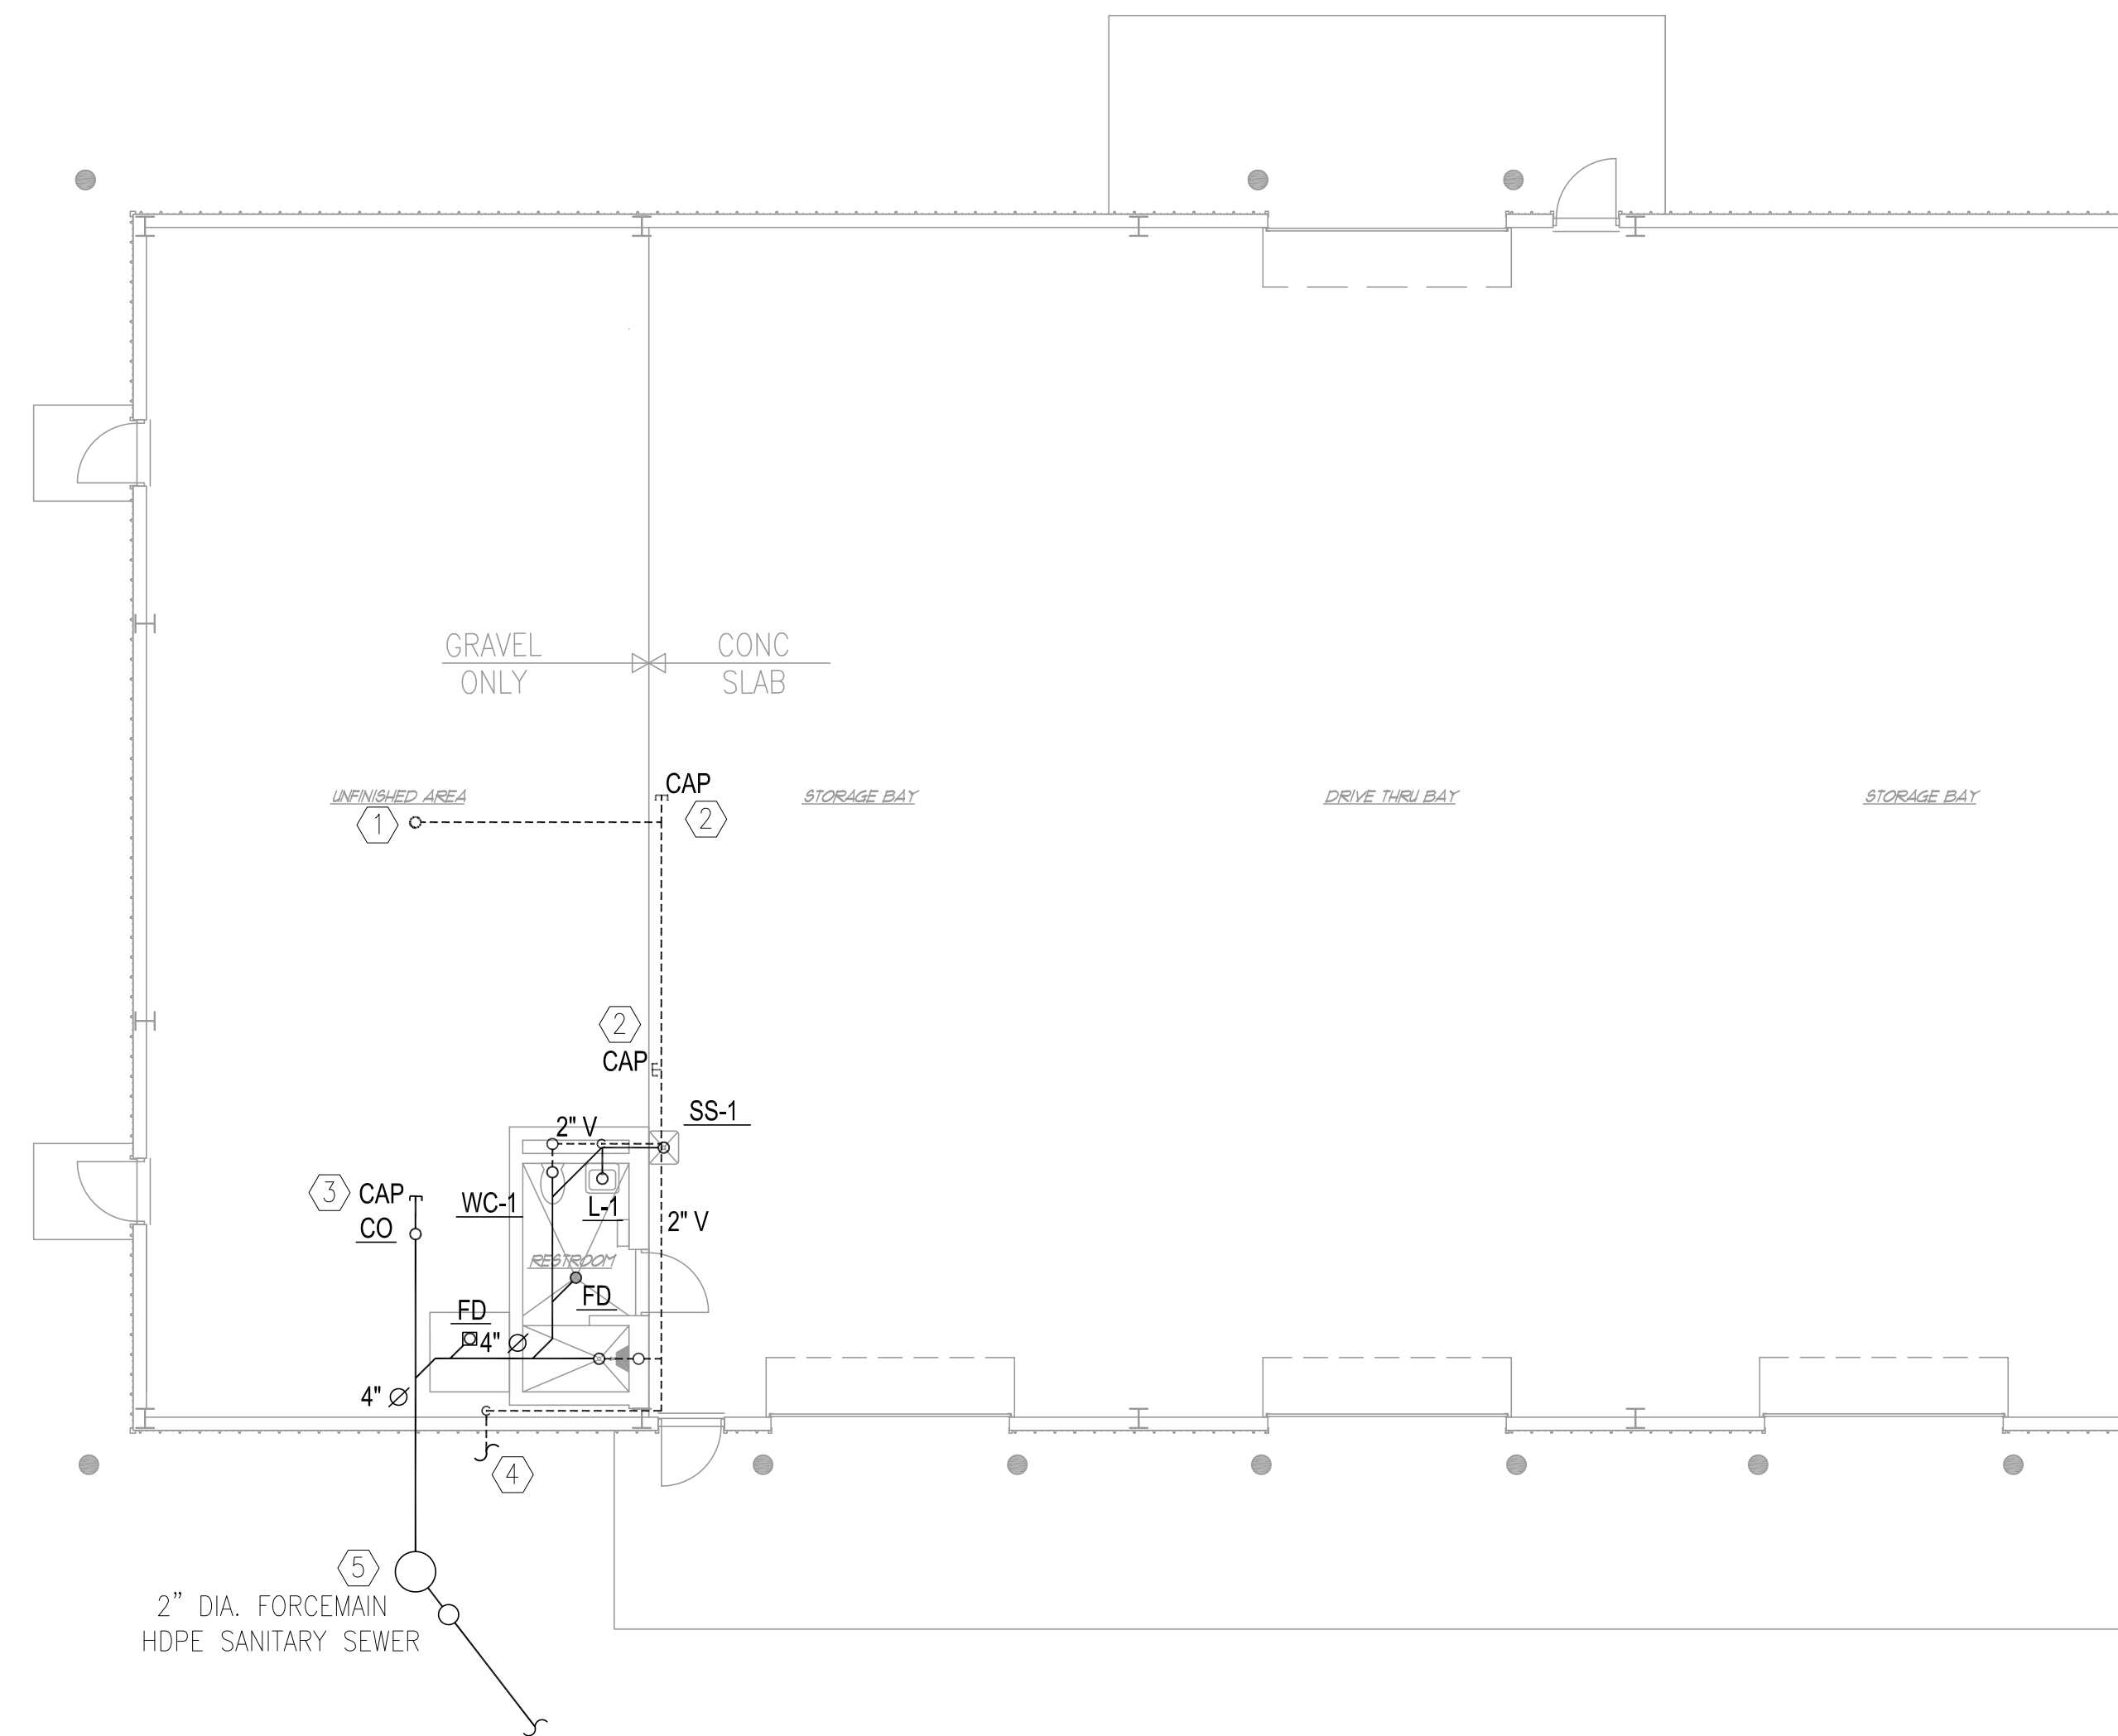 GRAVEL
ONLY
CONC
SLAB
UNFINISHED AREA
STORAGE BAY
DRIVE THRU BAY
STORAGE BAY
CAP
1
2
2
CAP
SS-1
2" V
3
CAP
CO
WC-1
L-1
2" V
RESTROOM
FD
FD
4" Ø
4" Ø
4
5
2" DIA. FORCEMAIN
HDPE SANITARY SEWER